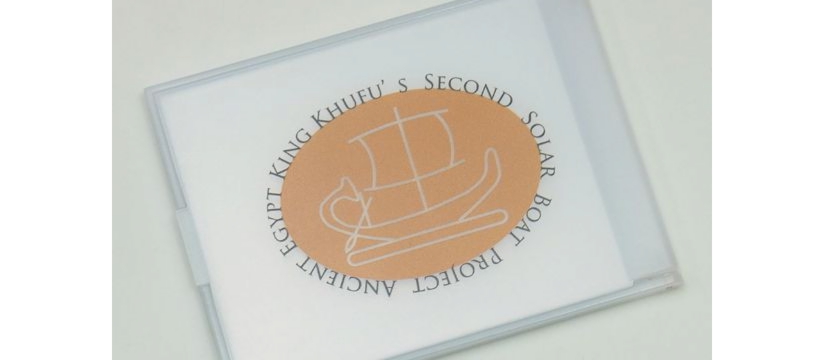 Ancient Egypt King Khufu's Second Solar Boat Project